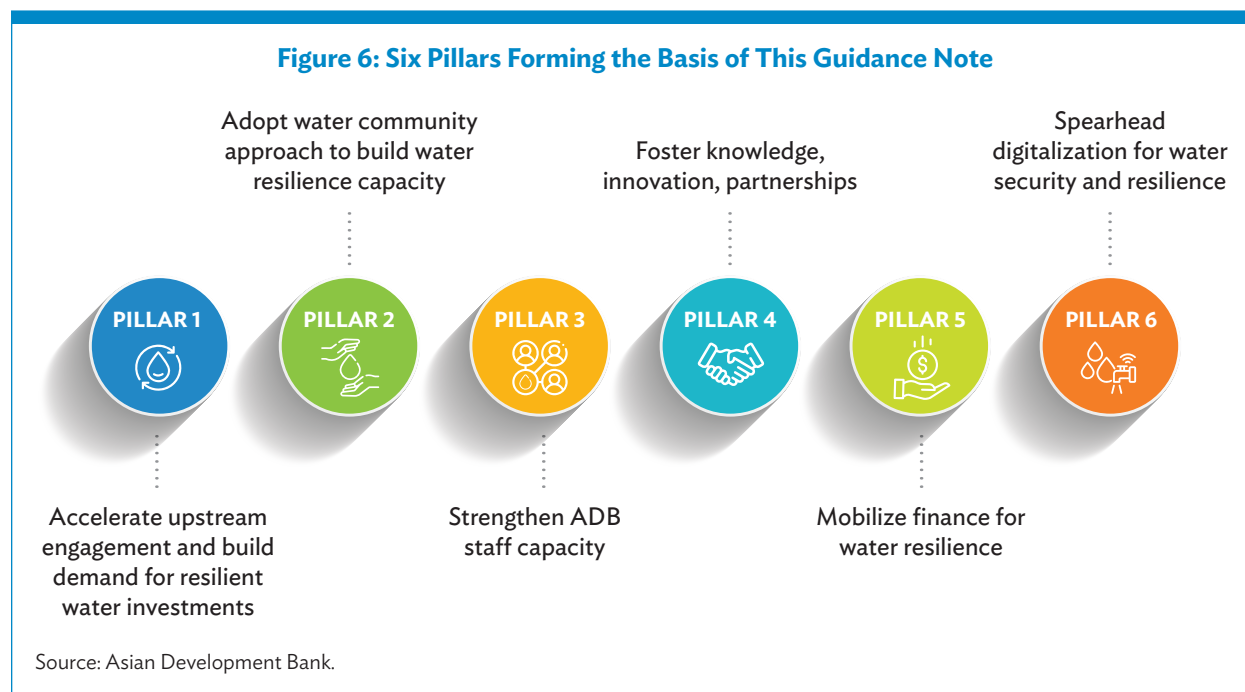 Figure 6: Six Pillars Forming the Basis of This Guidance Note
Adopt water community
approach to build water
resilience capacity
Foster knowledge,
innovation, partnerships
Spearhead
digitalization for water
security and resilience
PILLAR 1
PILLAR 2
PILLAR 3
PILLAR 4
PILLAR 5
PILLAR 6
$
Accelerate upstream
engagement and build
demand for resilient
water investments
Strengthen ADB
staff capacity
Mobilize finance for
water resilience
Source: Asian Development Bank.